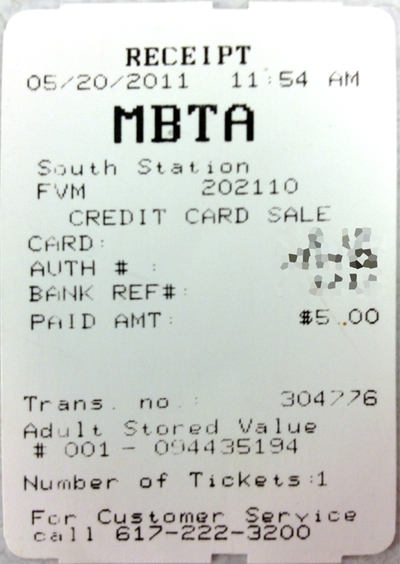 RECEIPT
05/20/2011 11:54 AM
MBTA
South Station
FVM 202110
CREDIT CARD SALE
CARD:
AUTH # :
BANK REF#:
PAID AMT: $5.00
Trans. no.: 304776
Adult Stored Value
# 001 - 094435194
Number of Tickets:1
For Customer Service
call 617-222-3200